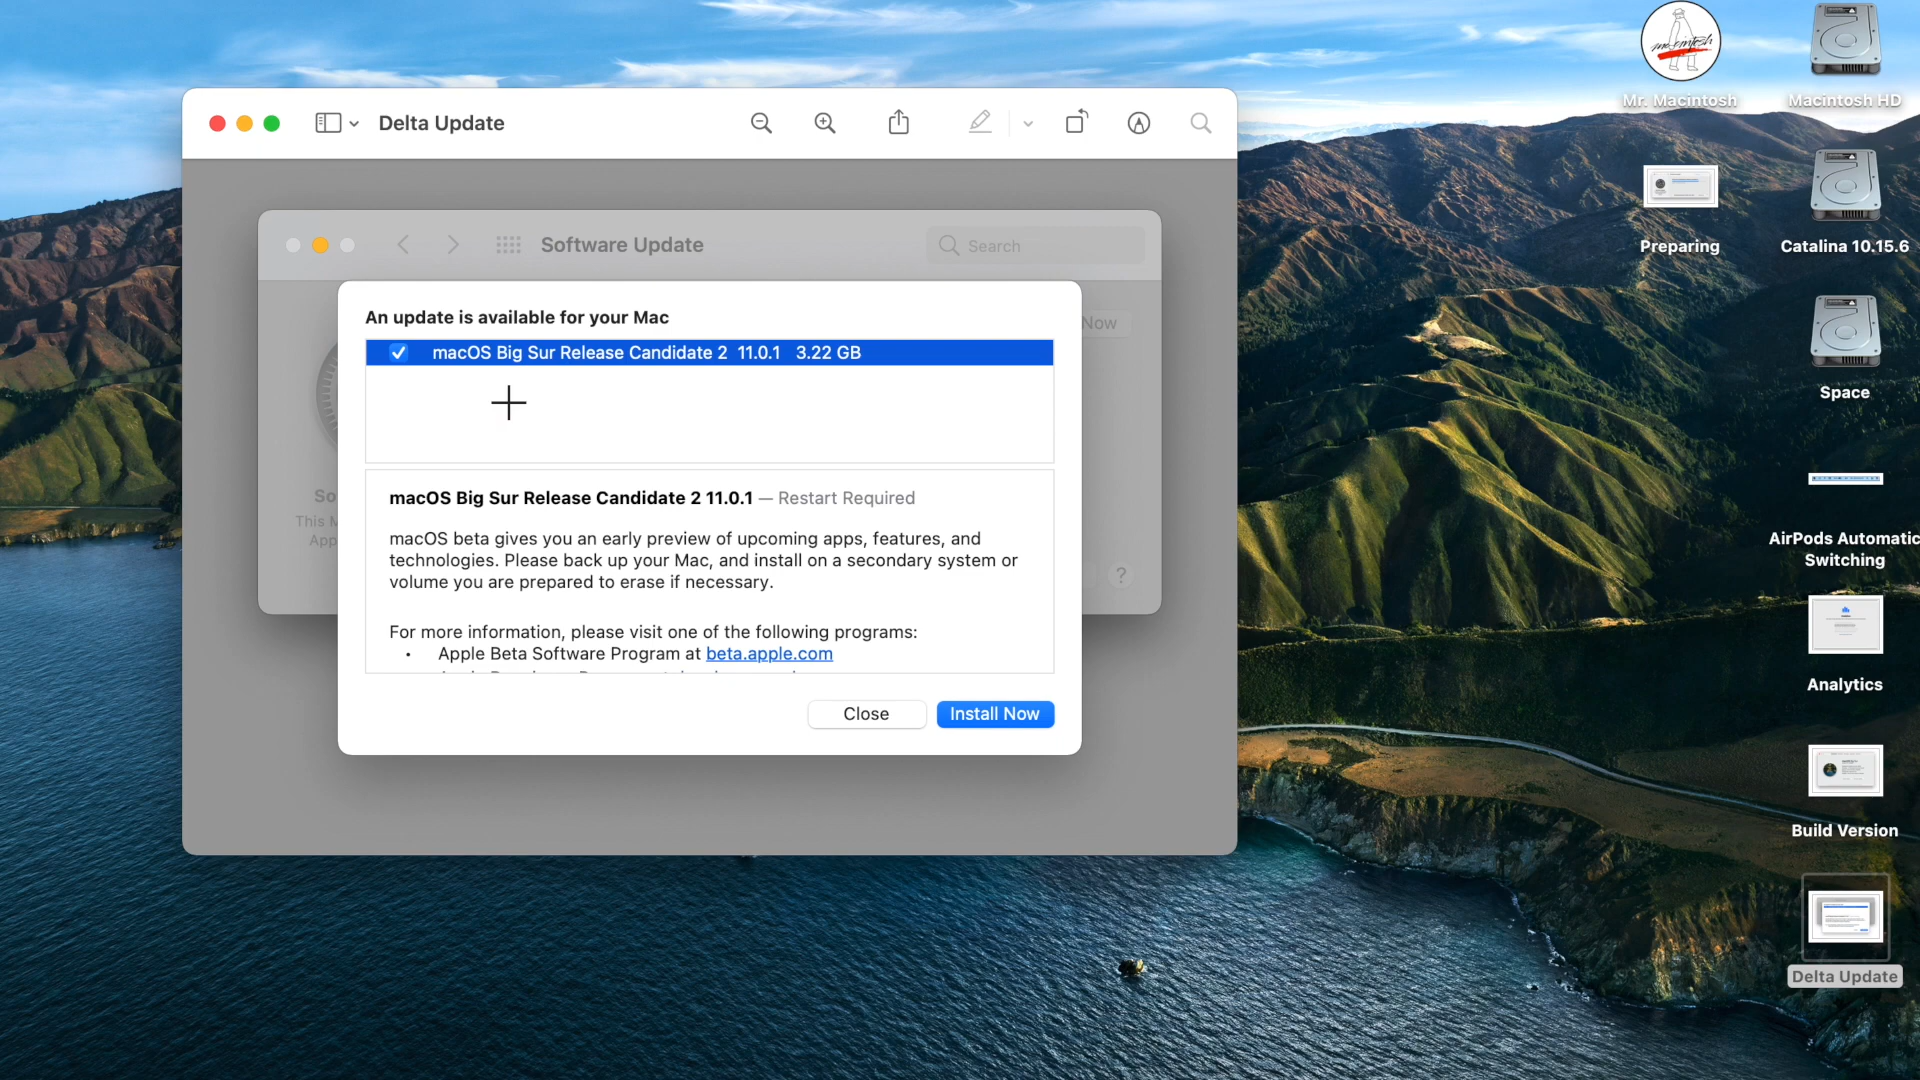 Delta Update
Software Update
Search
Now
An update is available for your Mac
macOS Big Sur Release Candidate 2 11.0.1 3.22 GB
macOS Big Sur Release Candidate 2 11.0.1 — Restart Required
macOS beta gives you an early preview of upcoming apps, features, and
technologies. Please back up your Mac, and install on a secondary system or
volume you are prepared to erase if necessary.
For more information, please visit one of the following programs:
• Apple Beta Software Program at beta.apple.com
So
This M
App
?
Close
Install Now
macintosh
Mr. Macintosh
Macintosh HD
Preparing
Catalina 10.15.6
Space
AirPods Automatic
Switching
Analytics
Build Version
Delta Update